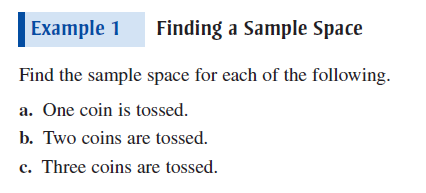 Example 1 Finding a Sample Space
Find the sample space for each of the following.
a. One coin is tossed.
b. Two coins are tossed.
c. Three coins are tossed.